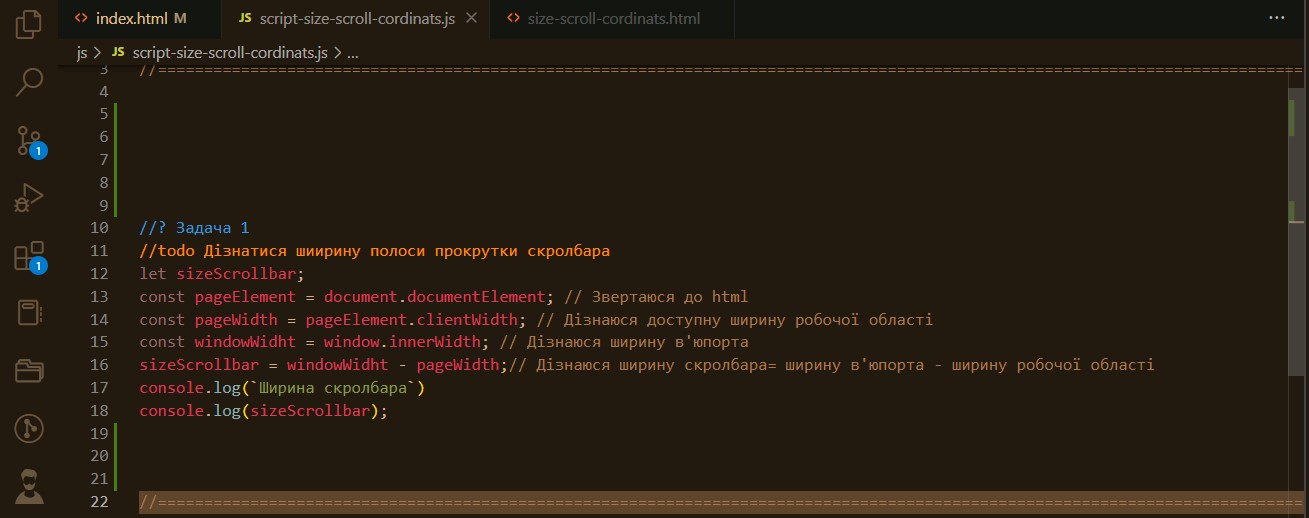 index.html M
JS script-size-scroll-cordinats.js
size-scroll-cordinats.html
js > JS script-size-scroll-cordinats.js > ...
3 //==============================================================================================================================
4
5
6
7
8
9
10 //? Задача 1
11 //todo Дізнатися шиирину полоси прокрутки скролбара
12 let sizeScrollbar;
13 const pageElement = document.documentElement; // Звертаюся до html
14 const pageWidth = pageElement.clientWidth; // Дізнаюся доступну ширину робочої області
15 const windowWidht = window.innerWidth; // Дізнаюся ширину в'юпорта
16 sizeScrollbar = windowWidht - pageWidth;// Дізнаюся ширину скролбара= ширину в'юпорта - ширину робочої області
17 console.log(`Ширина скролбара`)
18 console.log(sizeScrollbar);
19
20
21
22 //==============================================================================================================================
1
1